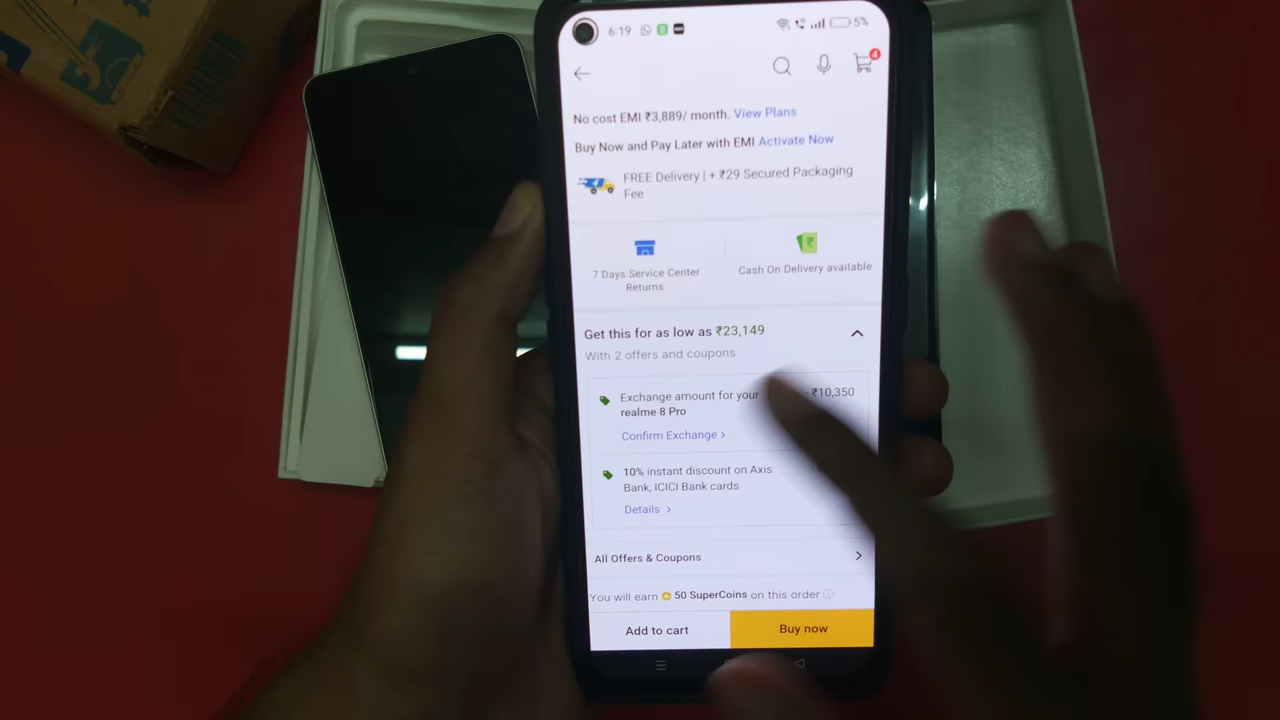 6:19 5%
4
No cost EMI ₹3,889/ month. View Plans
Buy Now and Pay Later with EMI Activate Now
FREE Delivery | + ₹29 Secured Packaging
Fee
7 Days Service Center
Returns
Cash On Delivery available
Get this for as low as ₹23,149
With 2 offers and coupons
Exchange amount for your - ₹10,350
realme 8 Pro
Confirm Exchange >
10% instant discount on Axis
Bank, ICICI Bank cards
Details >
All Offers & Coupons >
You will earn 50 SuperCoins on this order
Add to cart Buy now